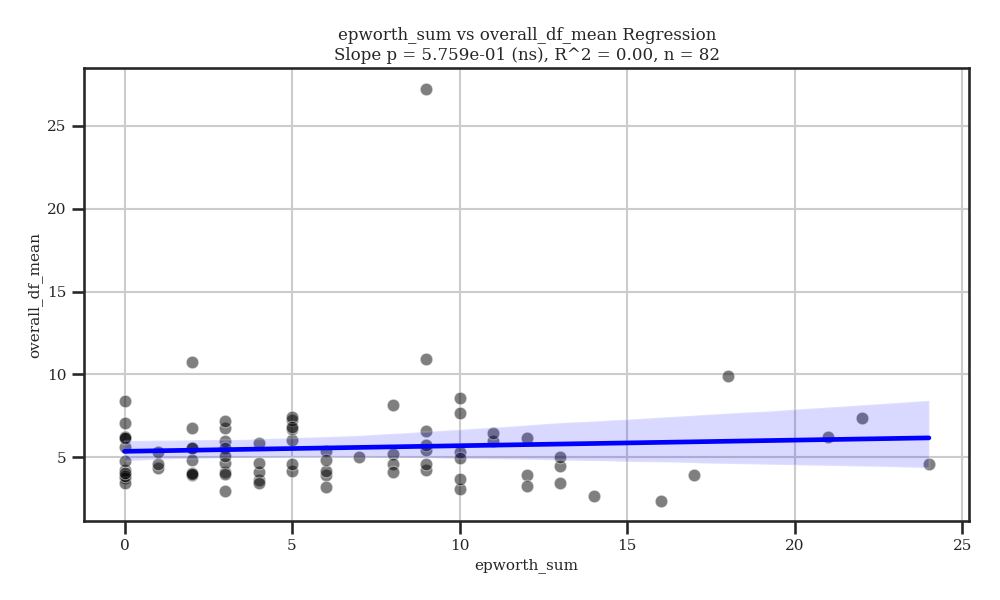 epworth_sum vs overall_df_mean Regression
Slope p = 5.759e-01 (ns), R^2 = 0.00, n = 82
overall_df_mean
25
20
15
10
5
0
5
10
15
20
25
epworth_sum